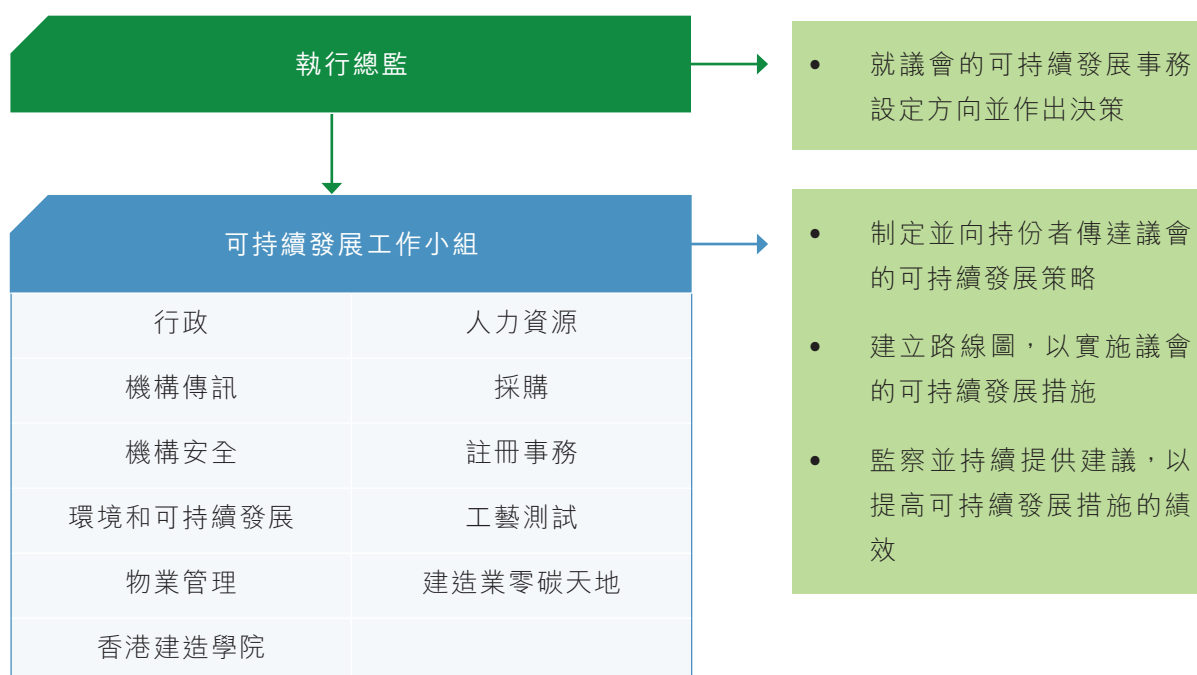 執行總監
• 就議會的可持續發展事務
設定方向並作出決策
可持續發展工作小組
行政 人力資源
機構傳訊 採購
機構安全 註冊事務
環境和可持續發展 工藝測試
物業管理 建造業零碳天地
香港建造學院
• 制定並向持份者傳達議會
的可持續發展策略
• 建立路線圖，以實施議會
的可持續發展措施
• 監察並持續提供建議，以
提高可持續發展措施的績
效